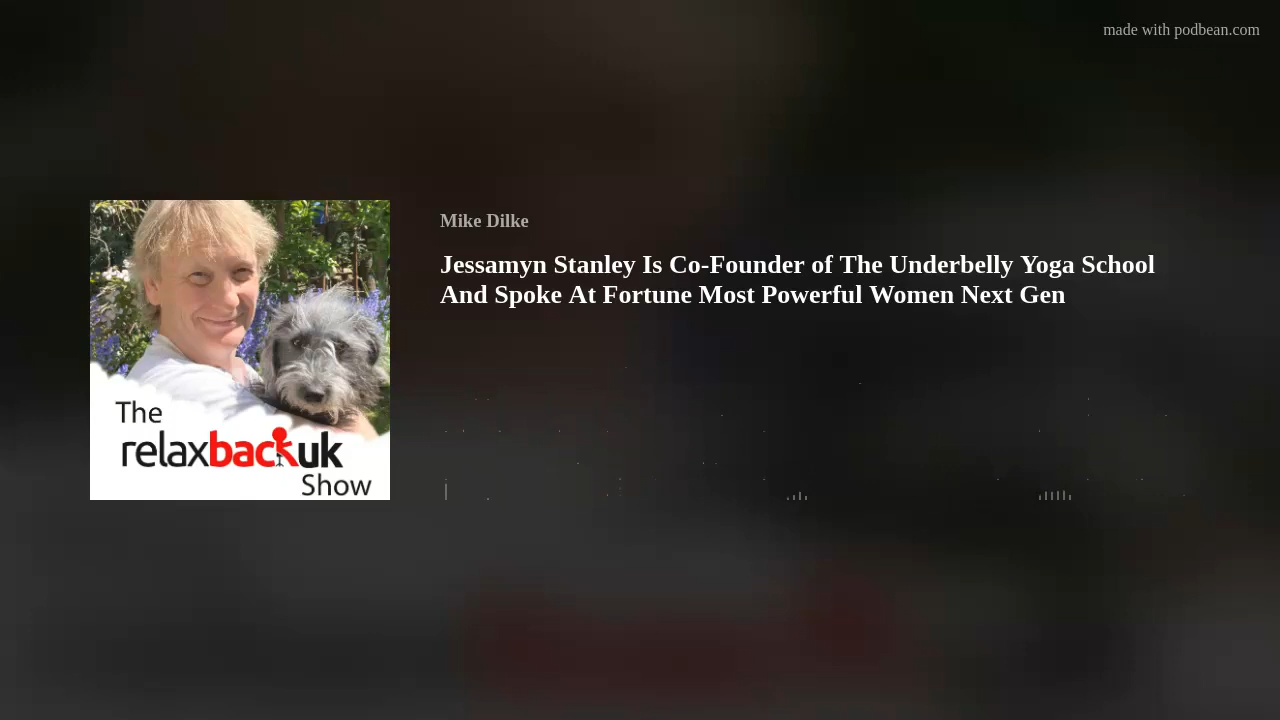 made with podbean.com
Mike Dilke
Jessamyn Stanley Is Co-Founder of The Underbelly Yoga School
And Spoke At Fortune Most Powerful Women Next Gen
The
relaxbackuk
Show